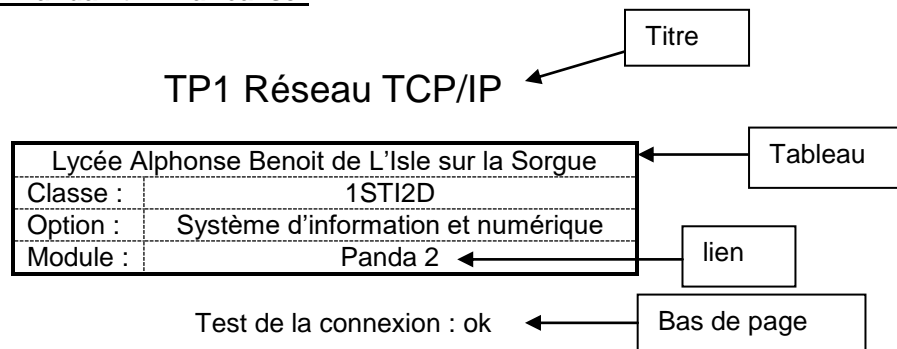 Titre
TP1 Réseau TCP/IP
Lycée Alphonse Benoit de L'Isle sur la Sorgue
Tableau
Classe : 1STI2D
Option : Système d'information et numérique
Module : Panda 2
lien
Test de la connexion : ok
Bas de page